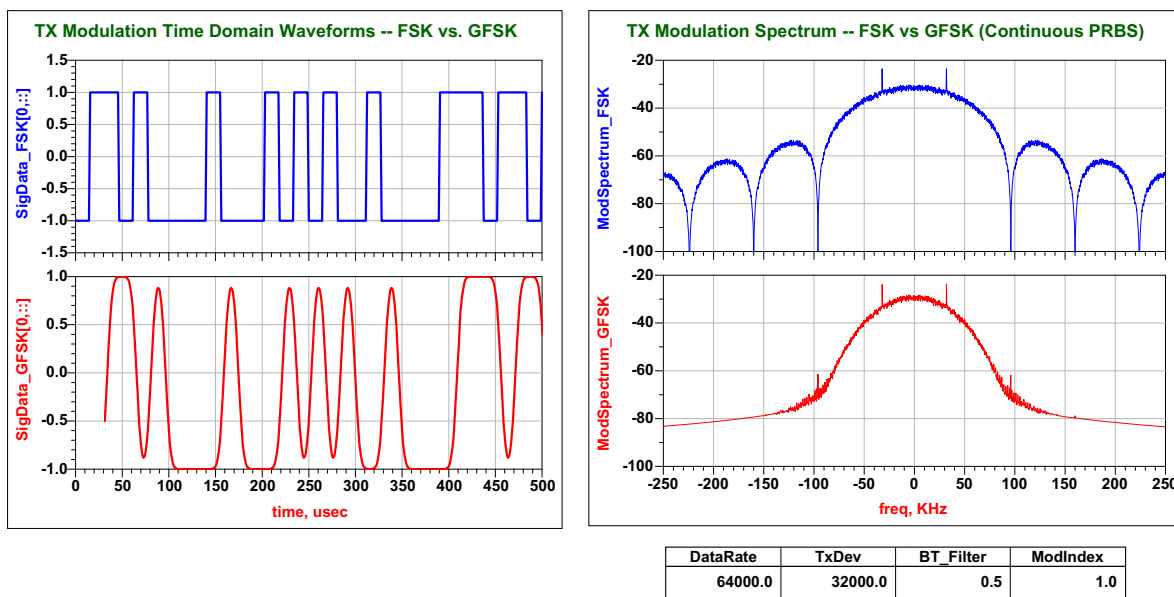 TX Modulation Time Domain Waveforms -- FSK vs. GFSK
SigData_FSK[0,::]
1.5
1.0
0.5
0.0
-0.5
-1.0
-1.5
SigData_GFSK[0,::]
1.0
0.5
0.0
-0.5
-1.0
0 50 100 150 200 250 300 350 400 450 500
time, usec
TX Modulation Spectrum -- FSK vs GFSK (Continuous PRBS)
ModSpectrum_FSK
-20
-40
-60
-80
-100
ModSpectrum_GFSK
-20
-40
-60
-80
-100
-250 -200 -150 -100 -50 0 50 100 150 200 250
freq, KHz
DataRate TxDev BT_Filter ModIndex
64000.0 32000.0 0.5 1.0